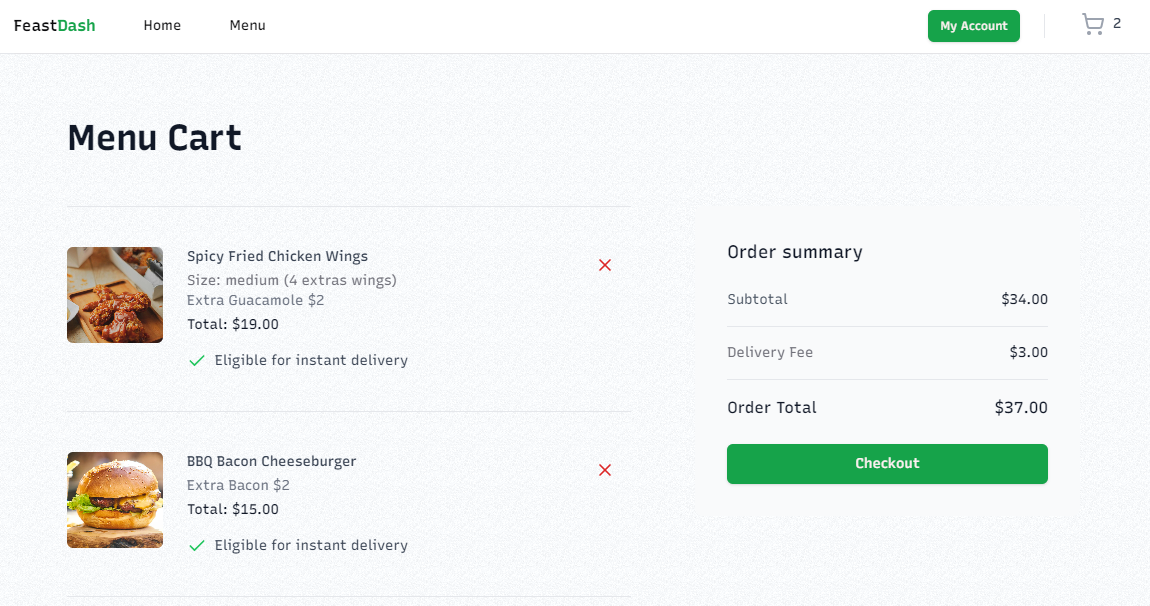 FeastDash
Home
Menu
My Account
2
Menu Cart
Spicy Fried Chicken Wings
Size: medium (4 extras wings)
Extra Guacamole $2
Total: $19.00
Eligible for instant delivery
BBQ Bacon Cheeseburger
Extra Bacon $2
Total: $15.00
Eligible for instant delivery
Order summary
Subtotal $34.00
Delivery Fee $3.00
Order Total $37.00
Checkout